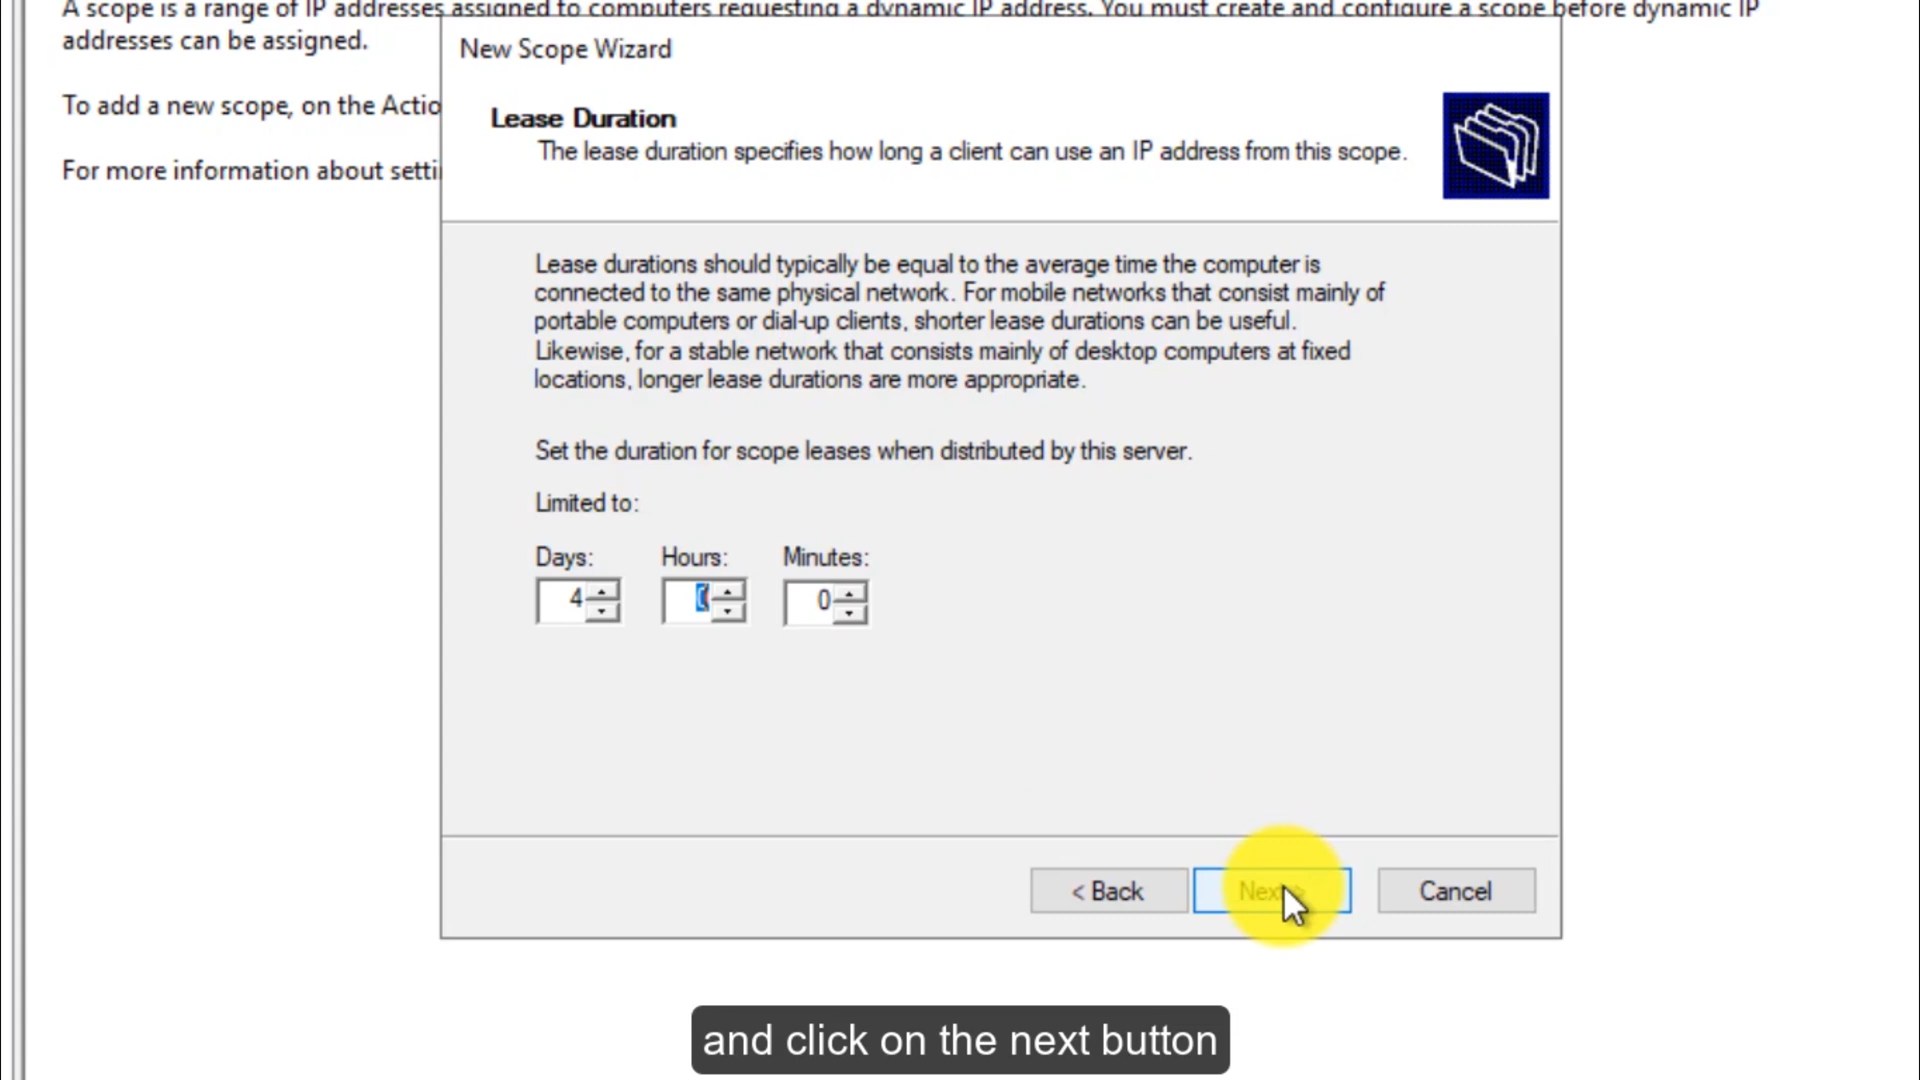 A scope is a range of IP addresses assigned to computers requesting a dynamic IP address. You must create and configure a scope before dynamic IP
addresses can be assigned.
To add a new scope, on the Actio
For more information about setti
New Scope Wizard
Lease Duration
The lease duration specifies how long a client can use an IP address from this scope.
Lease durations should typically be equal to the average time the computer is
connected to the same physical network. For mobile networks that consist mainly of
portable computers or dial-up clients, shorter lease durations can be useful.
Likewise, for a stable network that consists mainly of desktop computers at fixed
locations, longer lease durations are more appropriate.
Set the duration for scope leases when distributed by this server.
Limited to:
Days: Hours: Minutes:
4 0 0
< Back Next > Cancel
and click on the next button